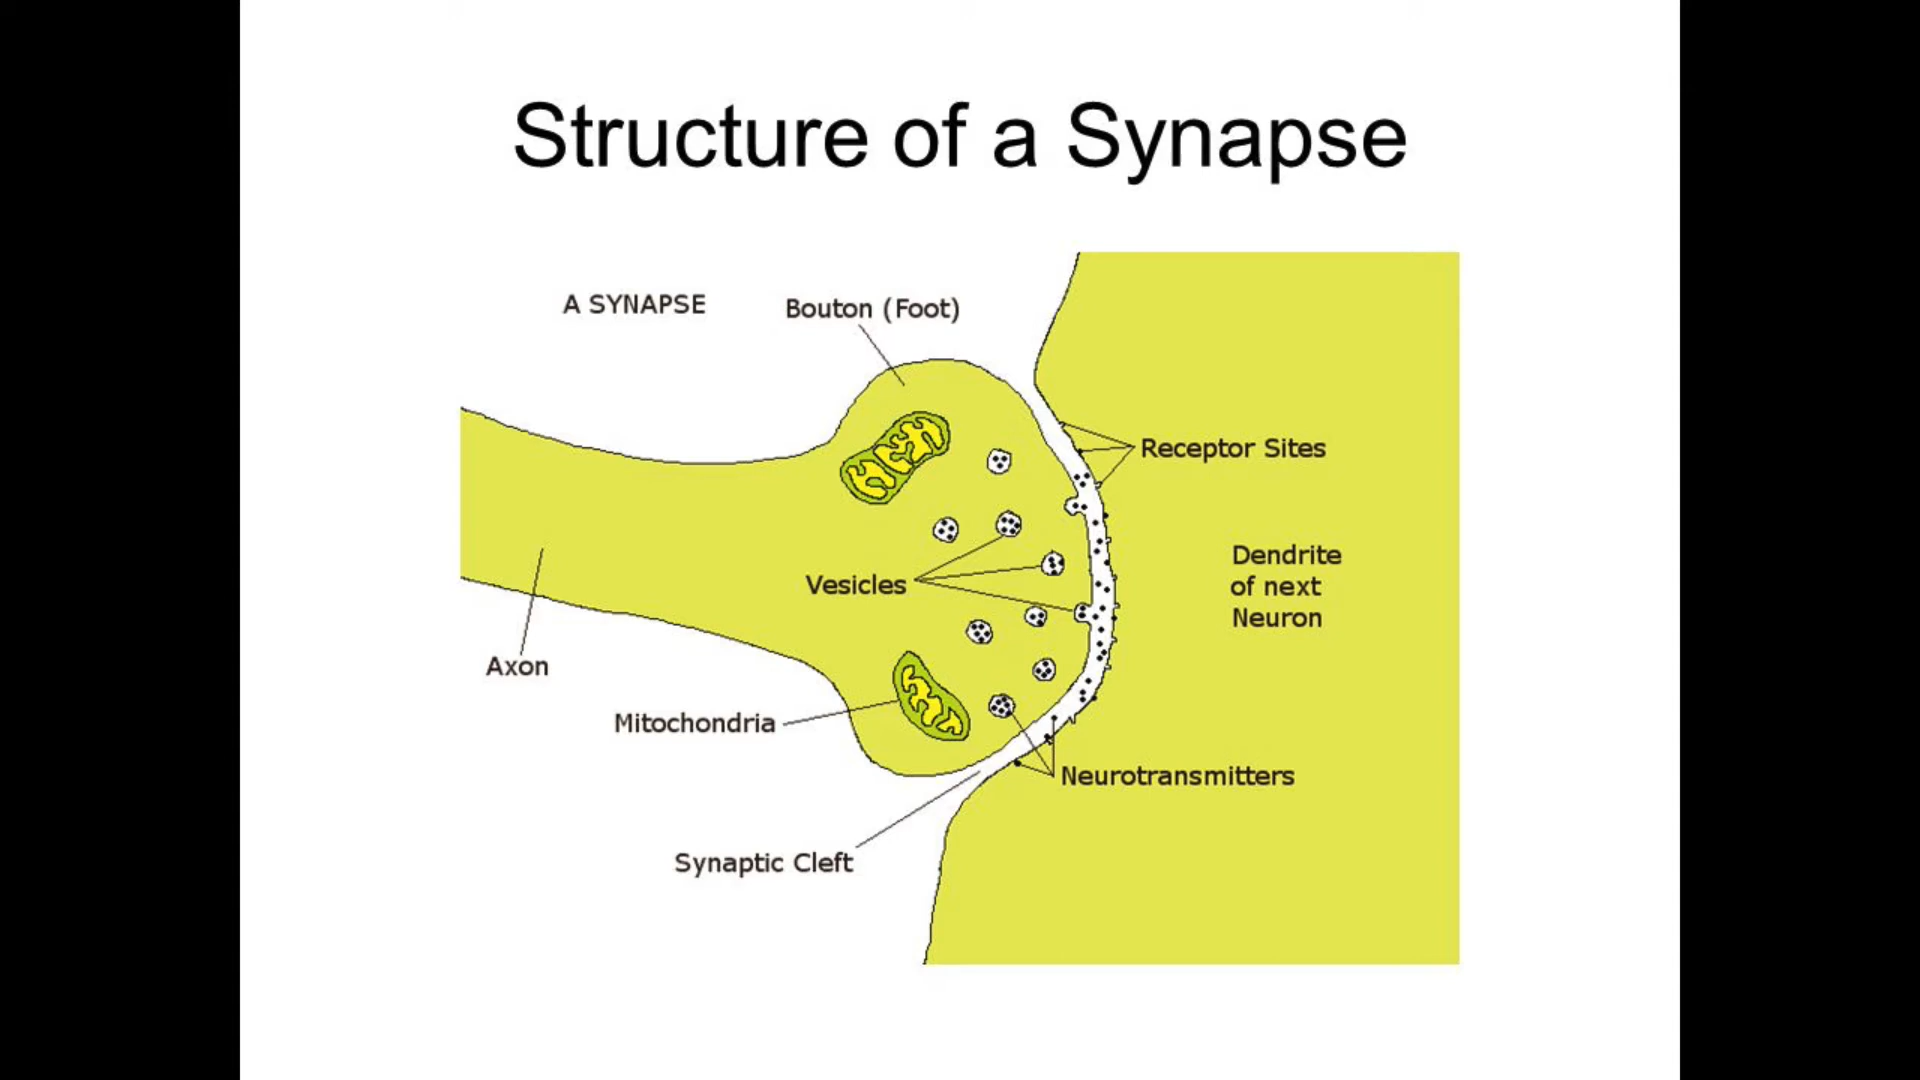 Structure of a Synapse
A SYNAPSE
Bouton (Foot)
Receptor Sites
Dendrite
of next
Neuron
Vesicles
Axon
Mitochondria
Neurotransmitters
Synaptic Cleft